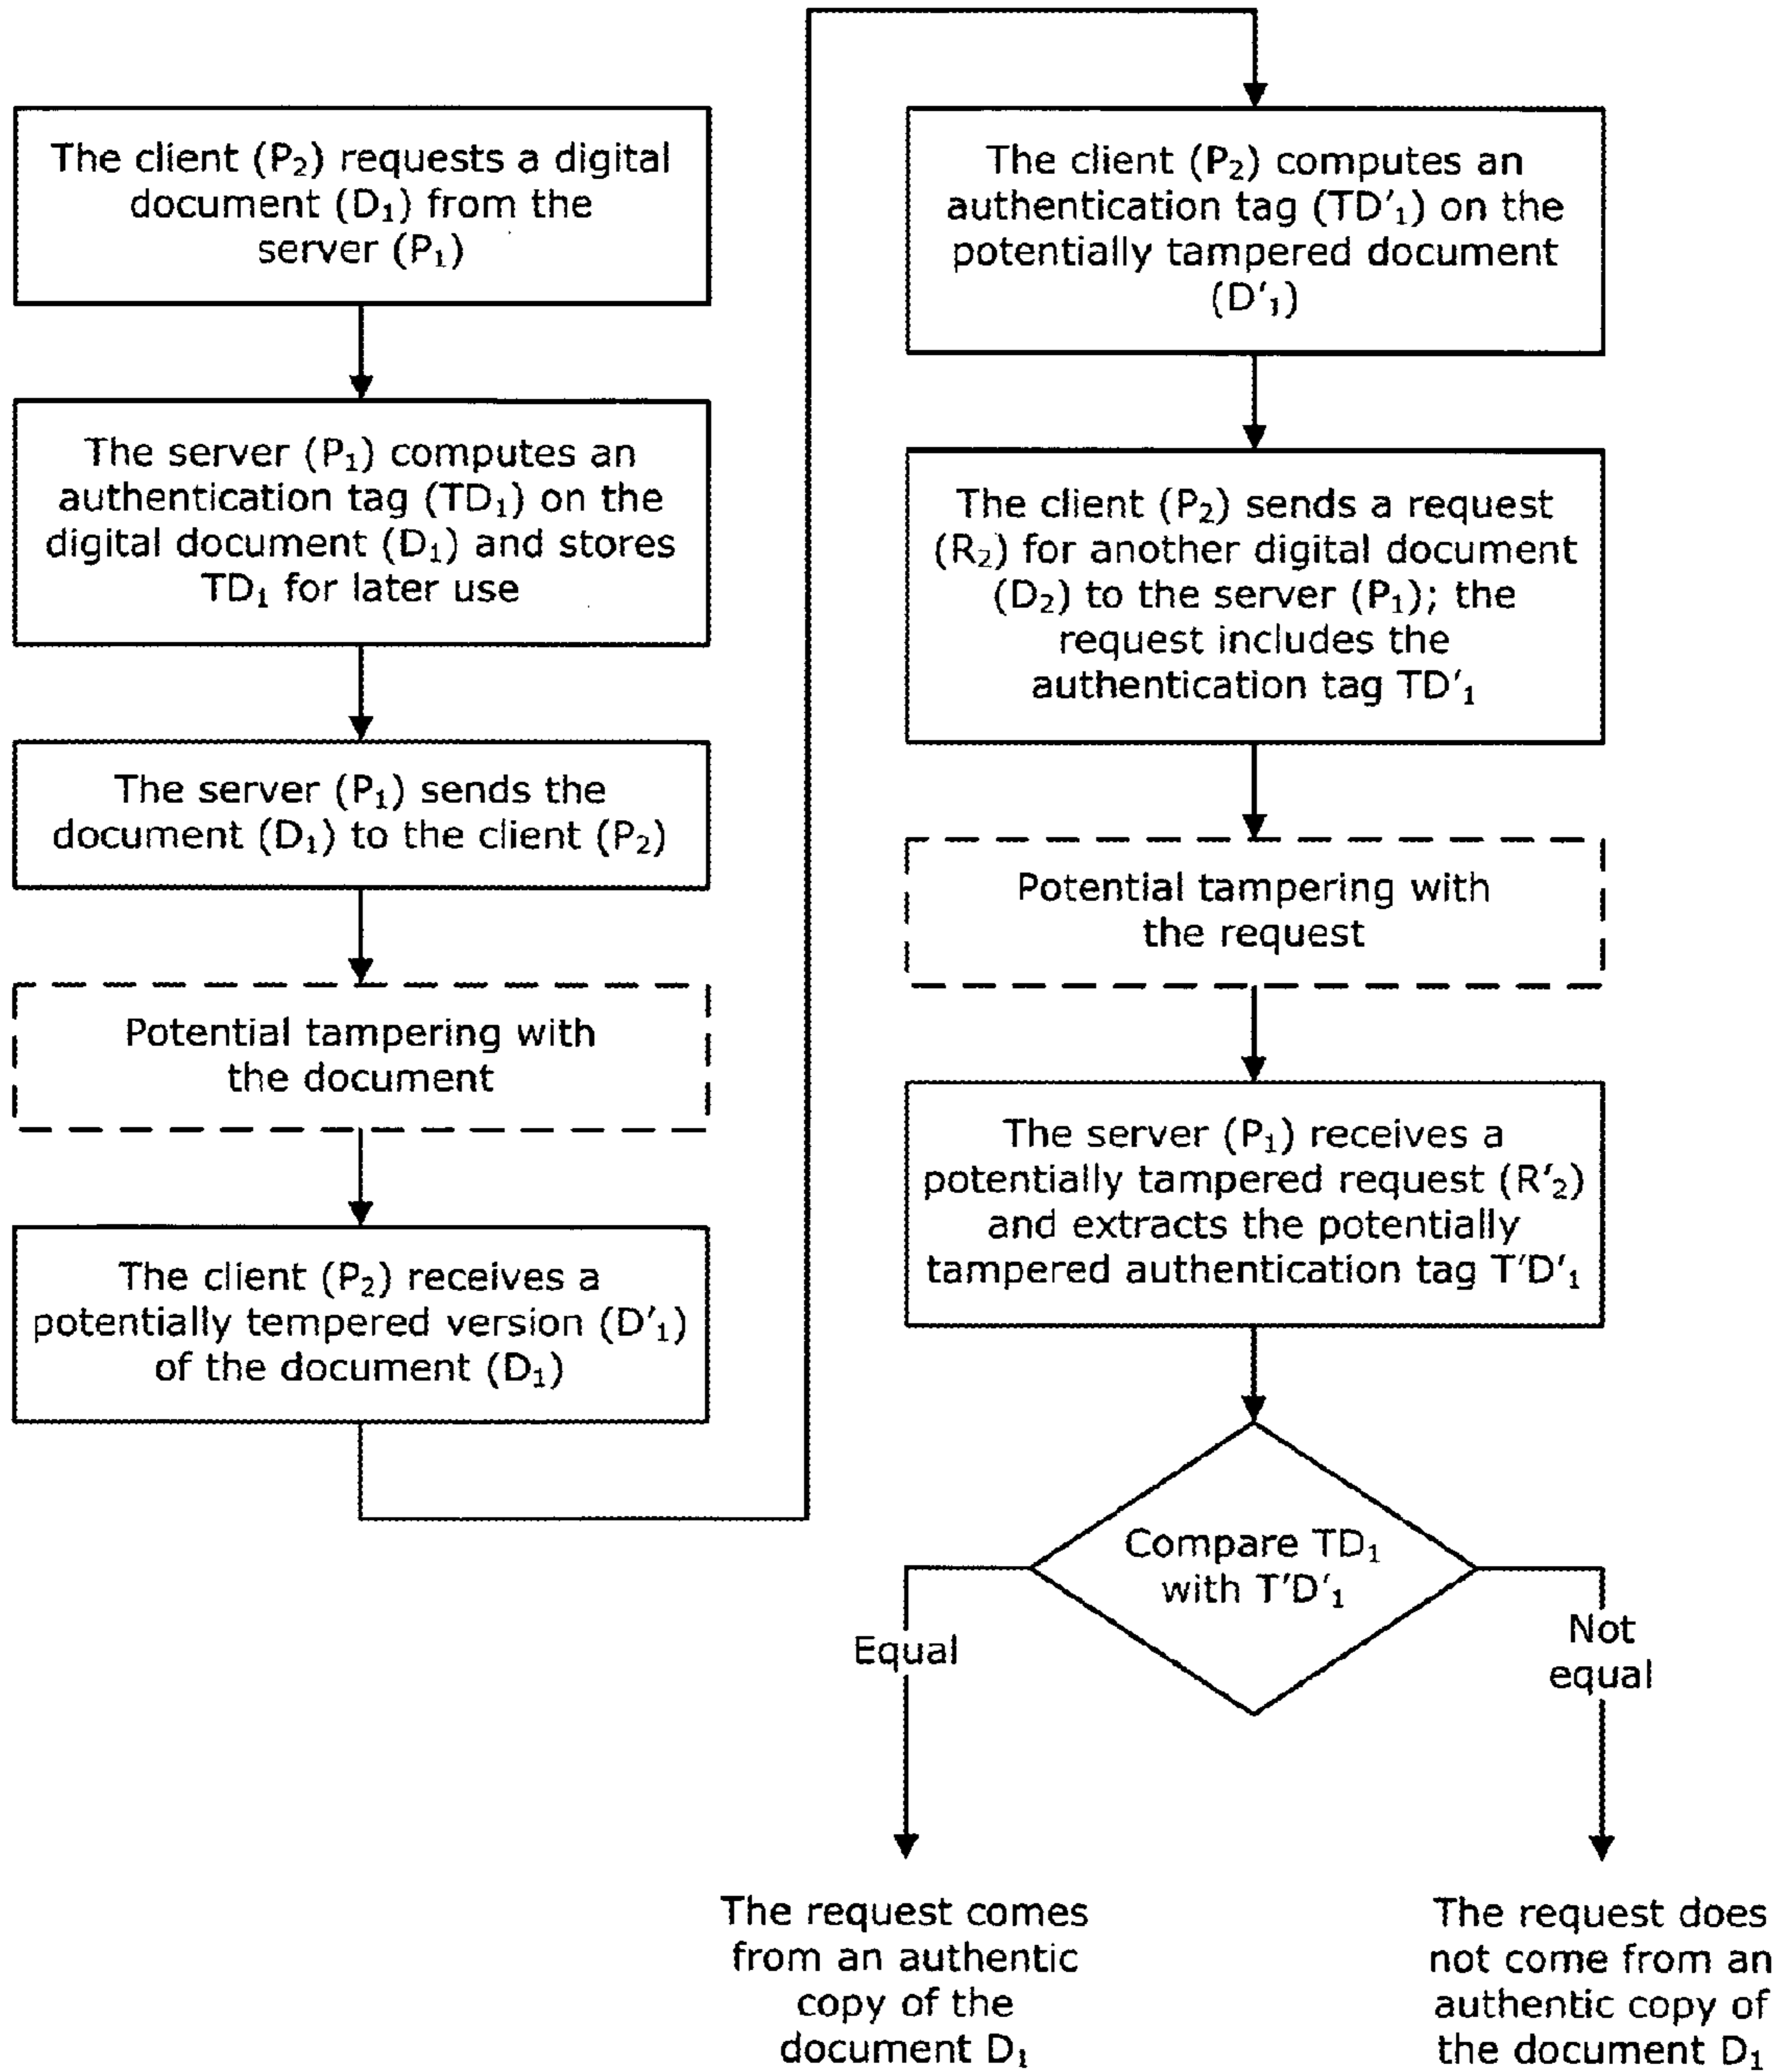 The client (P₂) requests a digital
document (D₁) from the
server (P₁)
The server (P₁) computes an
authentication tag (TD₁) on the
digital document (D₁) and stores
TD₁ for later use
The server (P₁) sends the
document (D₁) to the client (P₂)
Potential tampering with
the document
The client (P₂) receives a
potentially tempered version (D′₁)
of the document (D₁)
The client (P₂) computes an
authentication tag (TD′₁) on the
potentially tampered document
(D′₁)
The client (P₂) sends a request
(R₂) for another digital document
(D₂) to the server (P₁); the
request includes the
authentication tag TD′₁
Potential tampering with
the request
The server (P₁) receives a
potentially tampered request (R′₂)
and extracts the potentially
tampered authentication tag T′D′₁
Compare TD₁
with T′D′₁
Equal
Not
equal
The request comes
from an authentic
copy of the
document D₁
The request does
not come from an
authentic copy of
the document D₁